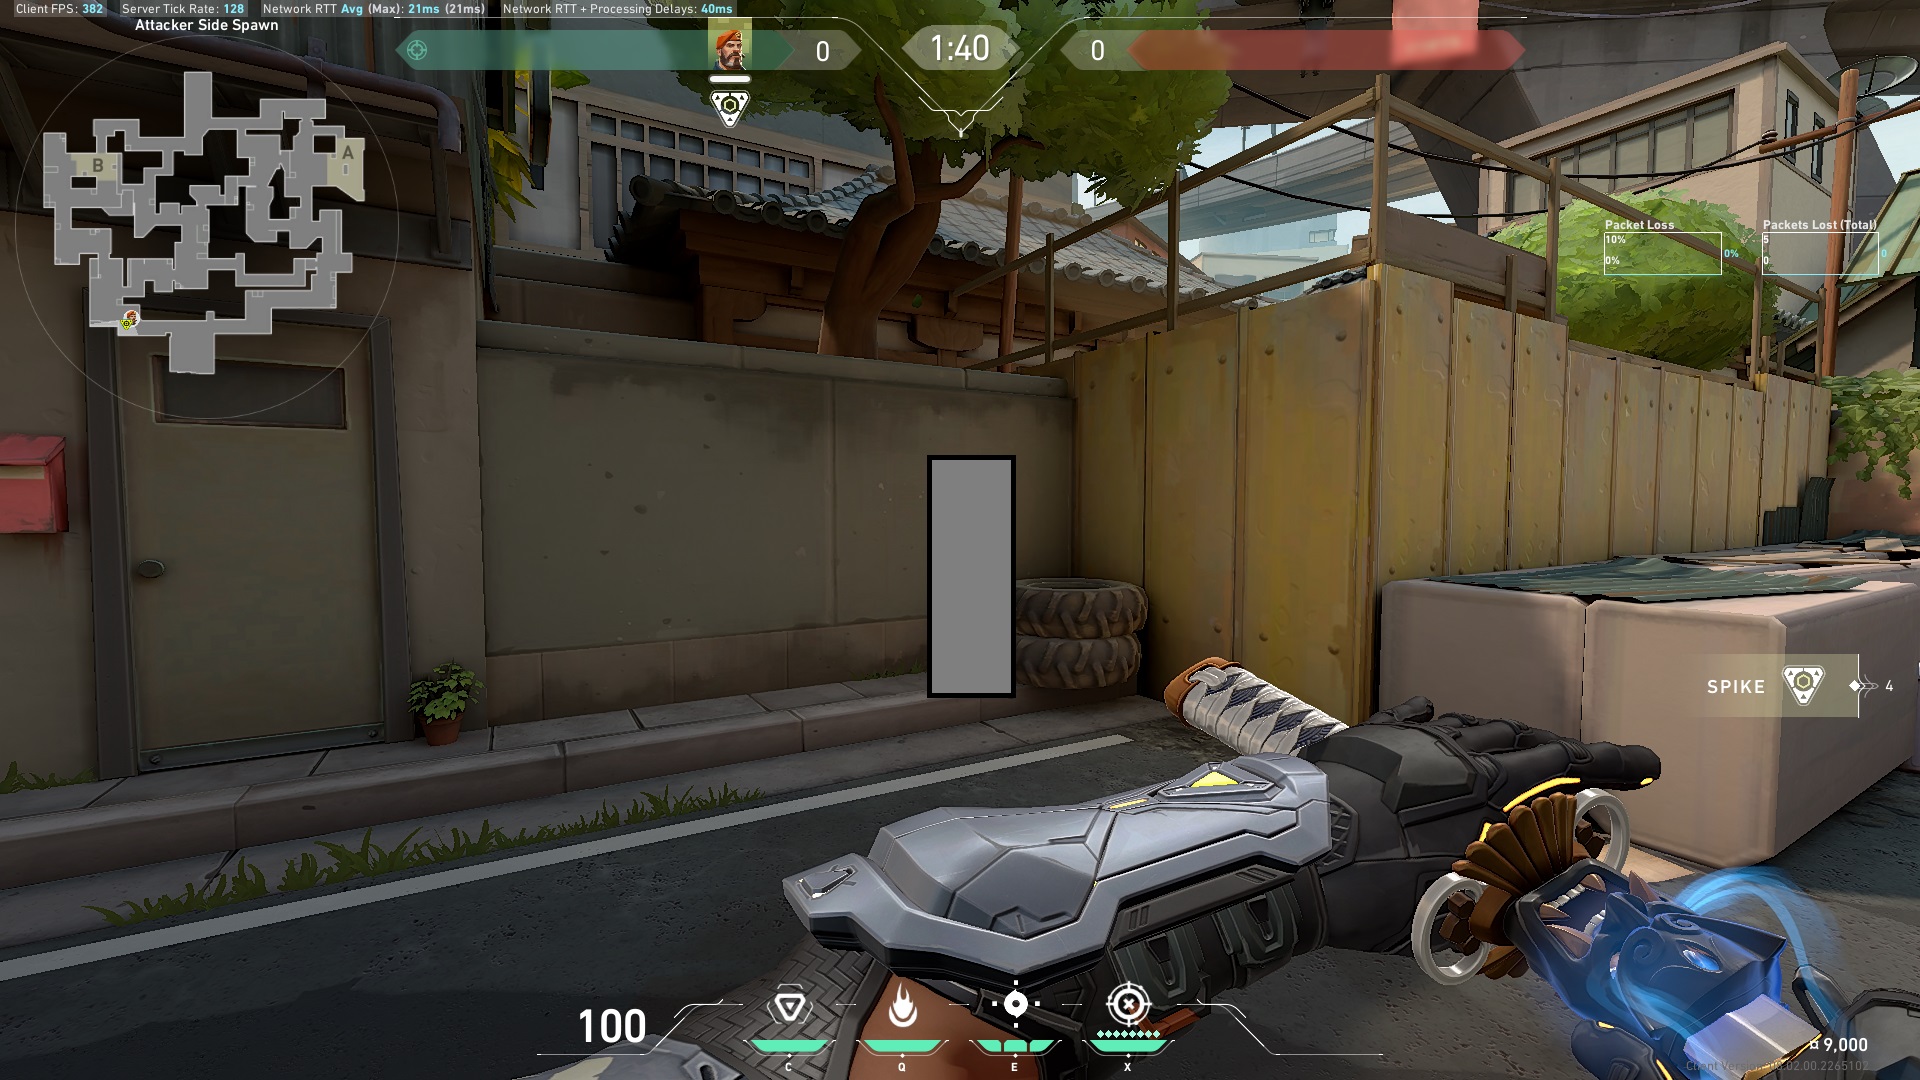 Client FPS: 382 Server Tick Rate: 128 Network RTT Avg (Max): 21ms (21ms) Network RTT + Processing Delays: 40ms
Attacker Side Spawn
0 1:40 0
B A
Packet Loss Packets Lost (Total)
10% 5
0% 0
0% 0
SPIKE 4
100
C Q E X
9,000